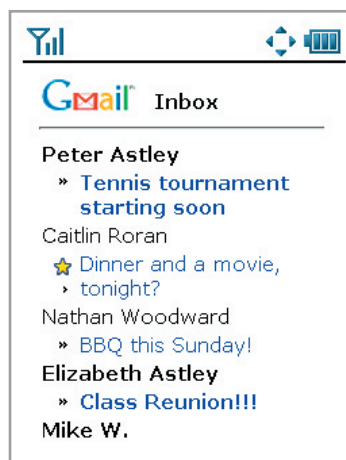 Gmail Inbox
Peter Astley
» Tennis tournament
starting soon
Caitlin Roran
Dinner and a movie,
› tonight?
Nathan Woodward
» BBQ this Sunday!
Elizabeth Astley
» Class Reunion!!!
Mike W.